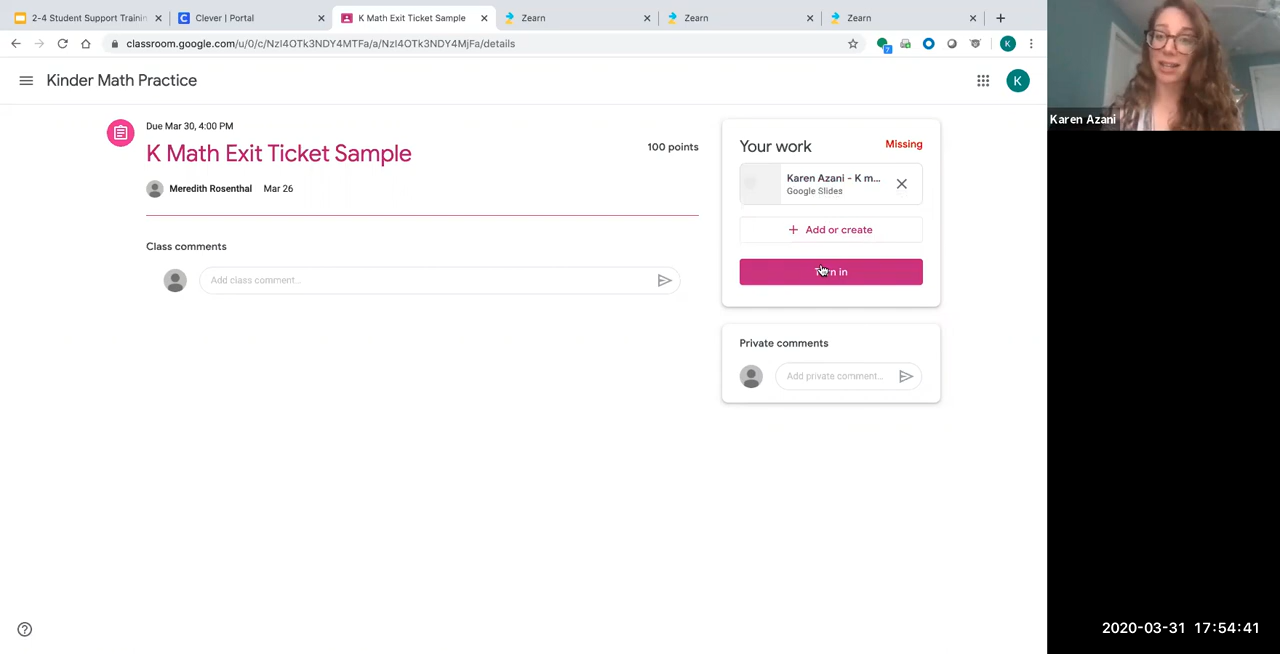 2-4 Student Support Trainin
Clever | Portal
K Math Exit Ticket Sample
Zearn
Zearn
Zearn
classroom.google.com/u/0/c/NzI4OTk3NDY4MTFa/a/NzI4OTk3NDY4MjFa/details
7
K
Kinder Math Practice
K
Karen Azani
Due Mar 30, 4:00 PM
K Math Exit Ticket Sample
100 points
Meredith Rosenthal Mar 26
Class comments
Add class comment...
Your work
Missing
Karen Azani - K m...
Google Slides
+ Add or create
Turn in
Private comments
Add private comment...
2020-03-31 17:54:41